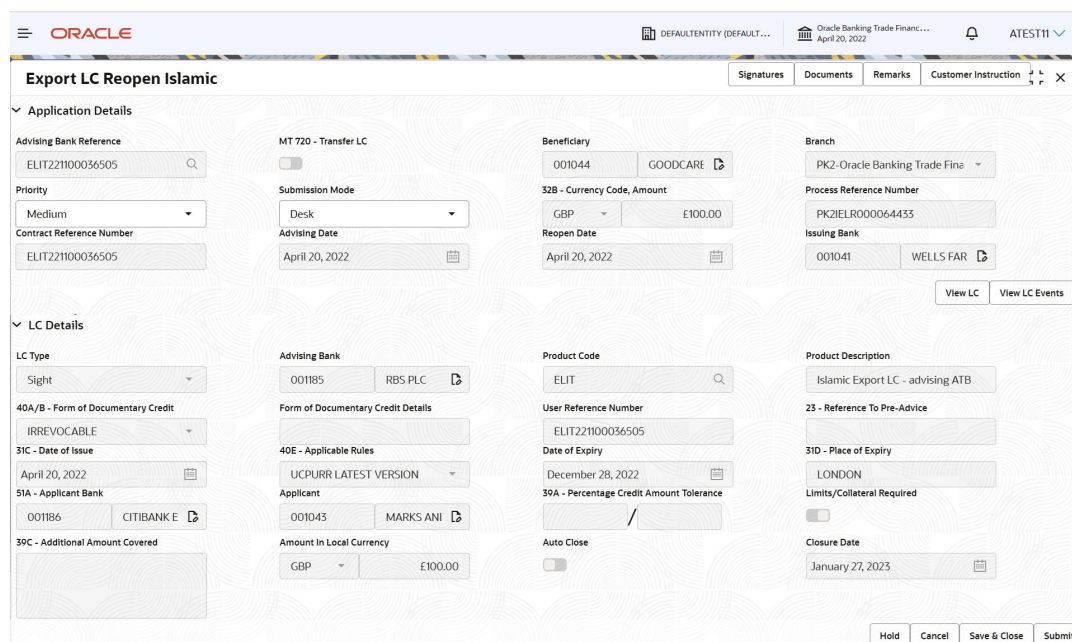 ORACLE
DEFAULTENTITY (DEFAULT...
Oracle Banking Trade Financ...
April 20, 2022
ATEST11
Export LC Reopen Islamic
Signatures
Documents
Remarks
Customer Instruction
Application Details
Advising Bank Reference
MT 720 - Transfer LC
Beneficiary
Branch
ELIT221100036505
001044
GOODCARE
PK2-Oracle Banking Trade Fina
Priority
Submission Mode
32B - Currency Code, Amount
Process Reference Number
Medium
Desk
GBP
£100.00
PK2IELR000064433
Contract Reference Number
Advising Date
Reopen Date
Issuing Bank
ELIT221100036505
April 20, 2022
April 20, 2022
001041
WELLS FAR
View LC
View LC Events
LC Details
LC Type
Advising Bank
Product Code
Product Description
Sight
001185
RBS PLC
ELIT
Islamic Export LC - advising ATB
40A/B - Form of Documentary Credit
Form of Documentary Credit Details
User Reference Number
23 - Reference To Pre-Advice
IRREVOCABLE
ELIT221100036505
31C - Date of Issue
40E - Applicable Rules
Date of Expiry
31D - Place of Expiry
April 20, 2022
UCPURR LATEST VERSION
December 28, 2022
LONDON
51A - Applicant Bank
Applicant
39A - Percentage Credit Amount Tolerance
Limits/Collateral Required
001186
CITIBANK E
001043
MARKS ANI
/
39C - Additional Amount Covered
Amount In Local Currency
Auto Close
Closure Date
GBP
£100.00
January 27, 2023
Hold
Cancel
Save & Close
Submi